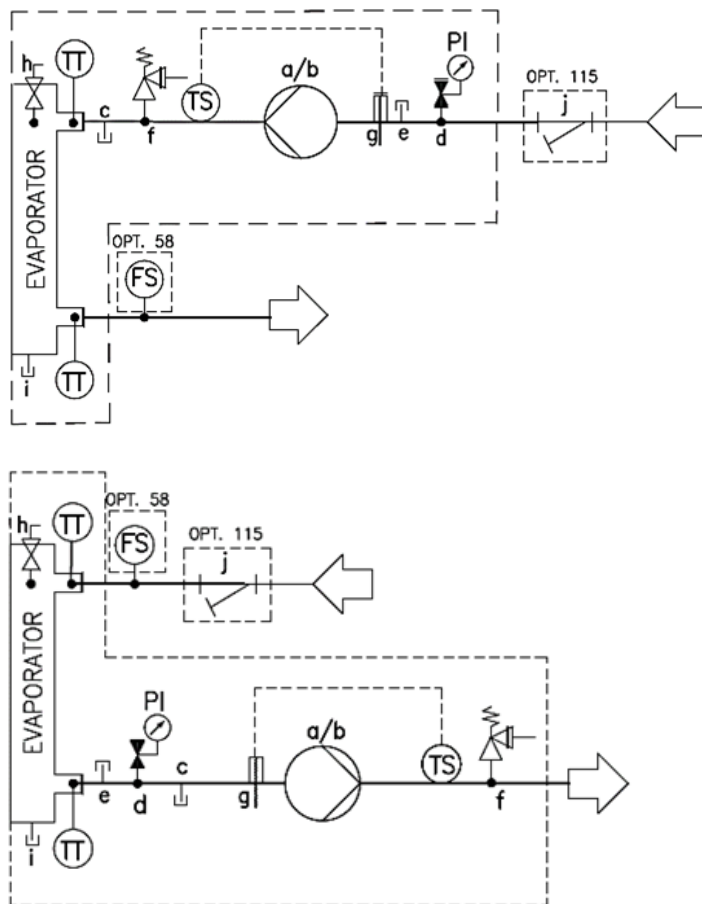 h
TT
c
f
TS
a/b
g
e
d
PI
OPT. 115
j
EVAPORATOR
OPT. 58
FS
TT
i
h
TT
OPT. 58
FS
OPT. 115
j
EVAPORATOR
e
PI
d
c
g
a/b
TS
f
i
TT